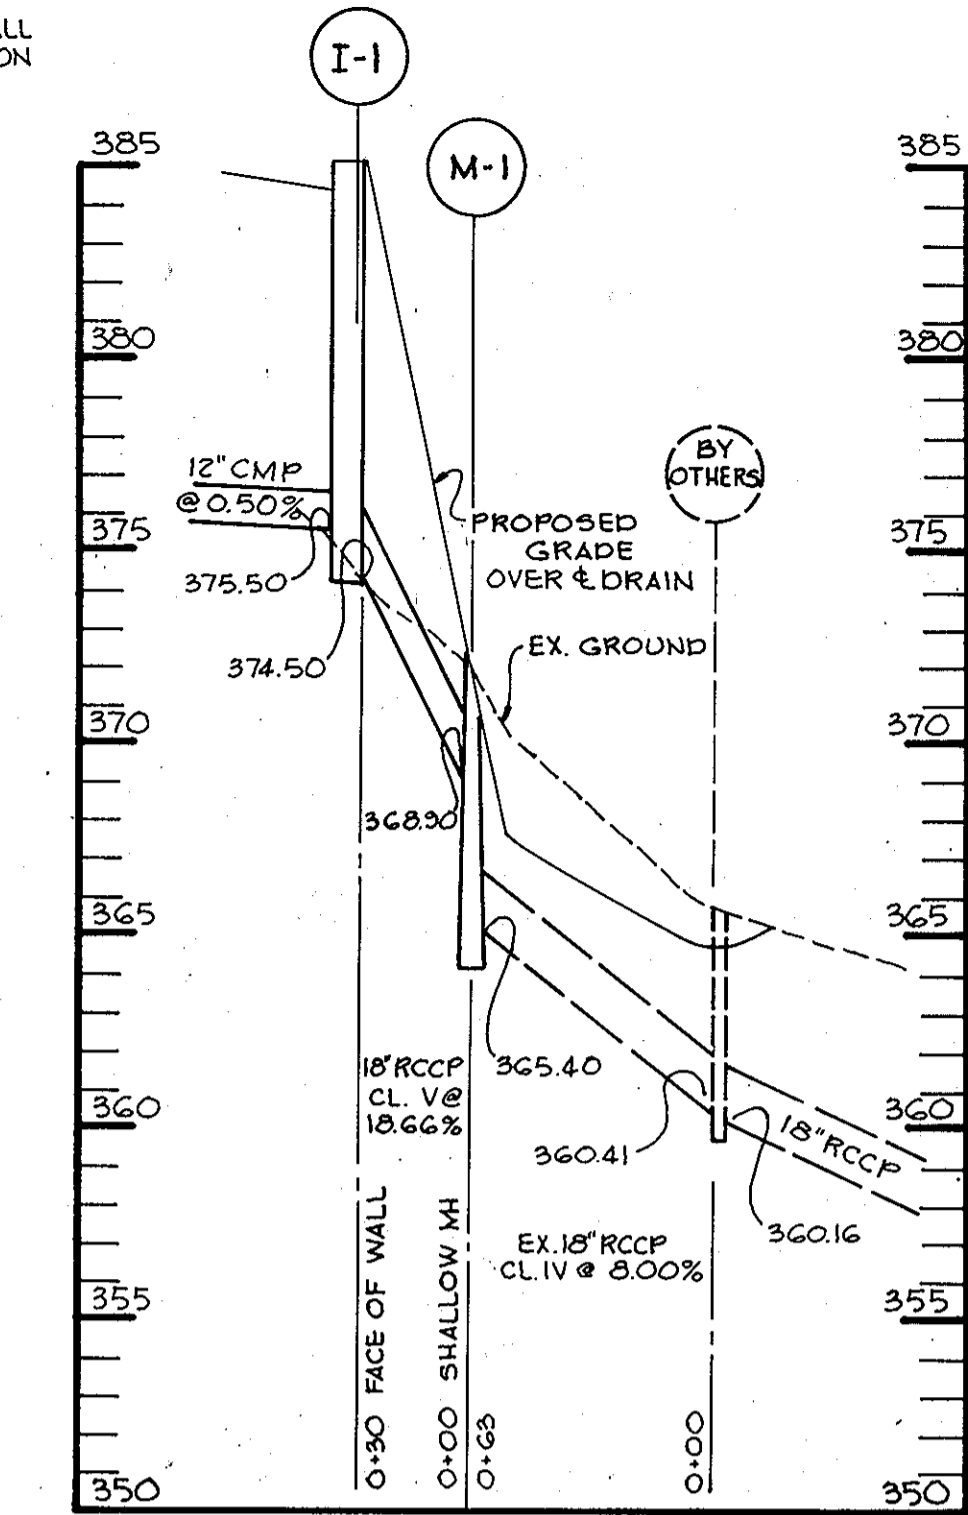 ALL
ON
I-1
M-1
385
385
380
380
BY
OTHERS
12" CMP
@ 0.50%
375
375
PROPOSED
GRADE
OVER ℄ DRAIN
375.50
374.50
EX. GROUND
370
370
368.90
365
365
18" RCCP
CL. V @
18.66%
365.40
360
360
360.41
18" RCCP
360.16
EX. 18" RCCP
CL. IV @ 8.00%
355
355
0+30 FACE OF WALL
0+00 SHALLOW MH
0+63
0+00
350
350